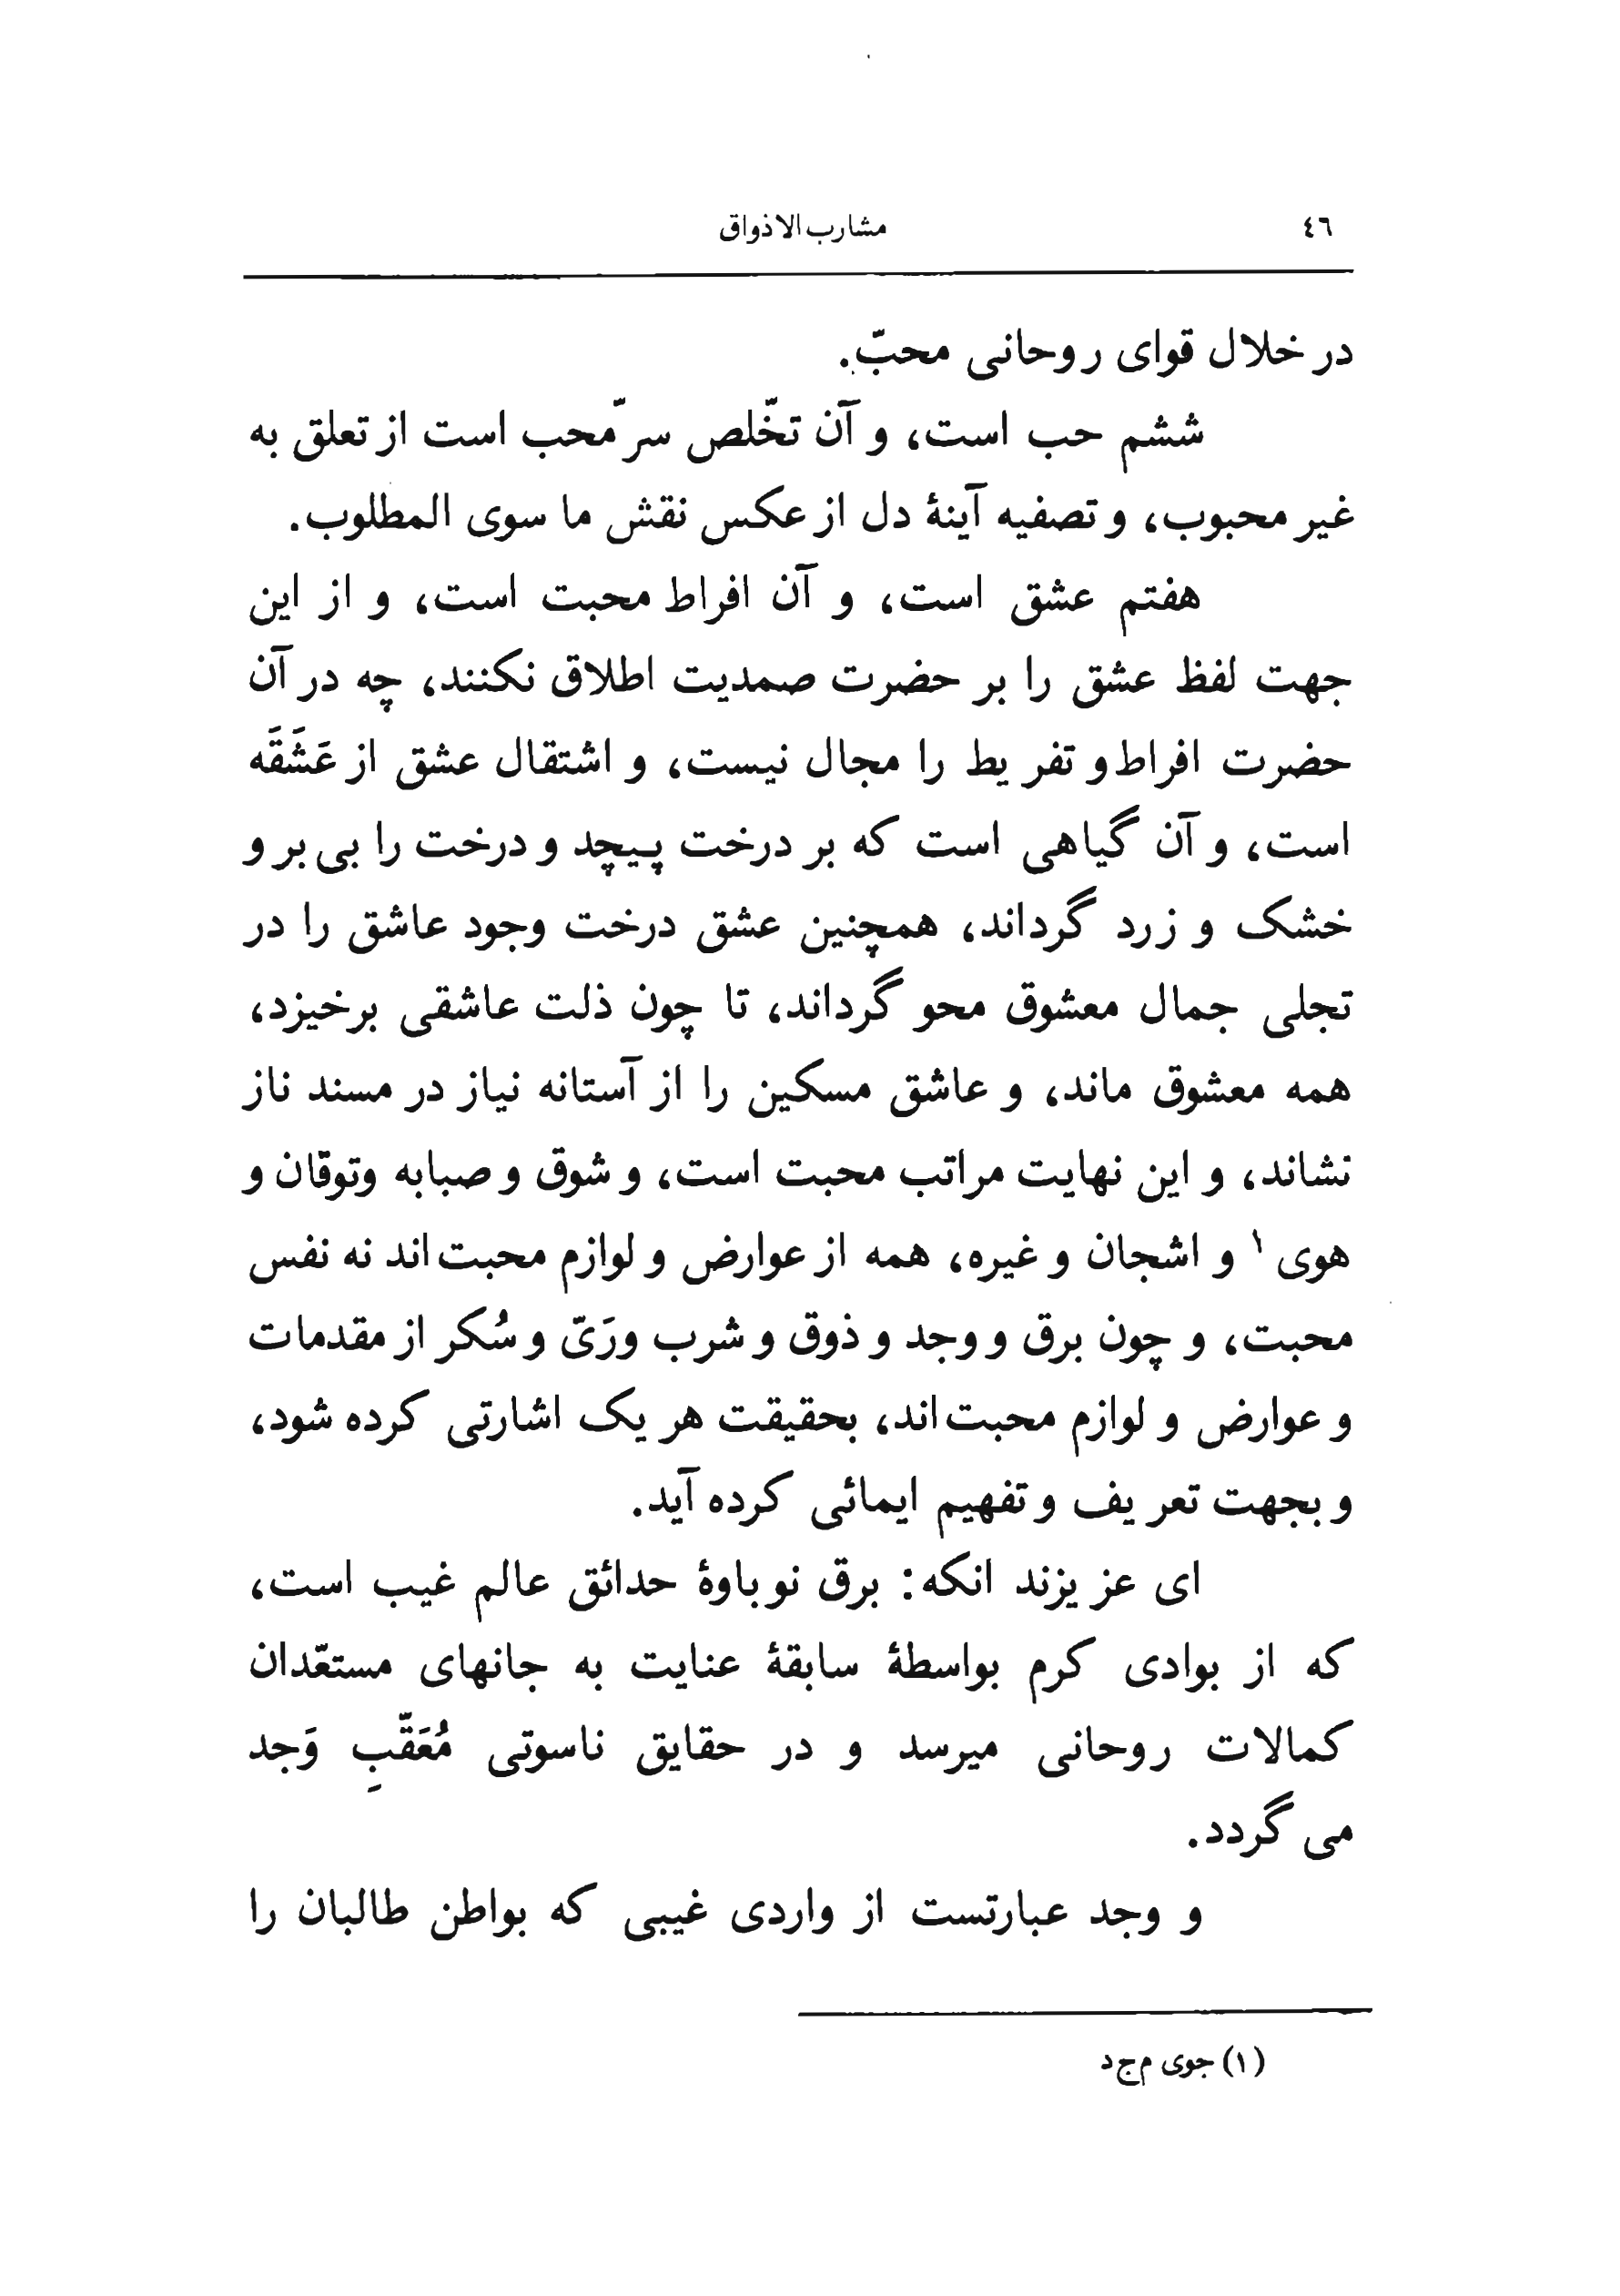 ٤٦
مشارب‌الاذواق
در خلال قوای روحانی محبّ.
ششم حب است، و آن تخّلص سرّ محب است از تعلق به
غیر محبوب، و تصفیه آینهٔ دل از عکس نقش ما سوی المطلوب.
هفتم عشق است، و آن افراط محبت است، و از این
جهت لفظ عشق را بر حضرت صمدیت اطلاق نکنند، چه در آن
حضرت افراط و تفریط را مجال نیست، و اشتقال عشق از عَشَقَه
است، و آن گیاهی است که بر درخت پیچد و درخت را بی بر و
خشک و زرد گرداند، همچنین عشق درخت وجود عاشق را در
تجلی جمال معشوق محو گرداند، تا چون ذلت عاشقی برخیزد،
همه معشوق ماند، و عاشق مسکین را از آستانه نیاز در مسند ناز
نشاند، و این نهایت مراتب محبت است، و شوق و صبابه وتوقان و
هوی ۱ و اشجان و غیره، همه از عوارض و لوازم محبت‌اند نه نفس
محبت، و چون برق و وجد و ذوق و شرب ورَیّ و سُکر از مقدمات
و عوارض و لوازم محبت‌اند، بحقیقت هر یک اشارتی کرده شود،
و بجهت تعریف و تفهیم ایمائی کرده آید.
ای عزیزند انکه: برق نوباوهٔ حدائق عالم غیب است،
که از بوادی کرم بواسطهٔ سابقهٔ عنایت به جانهای مستعّدان
کمالات روحانی میرسد و در حقایق ناسوتی مُعَقّبِ وَجد
می گردد.
و وجد عبارتست از واردی غیبی که بواطن طالبان را
(۱) جوی م ج د